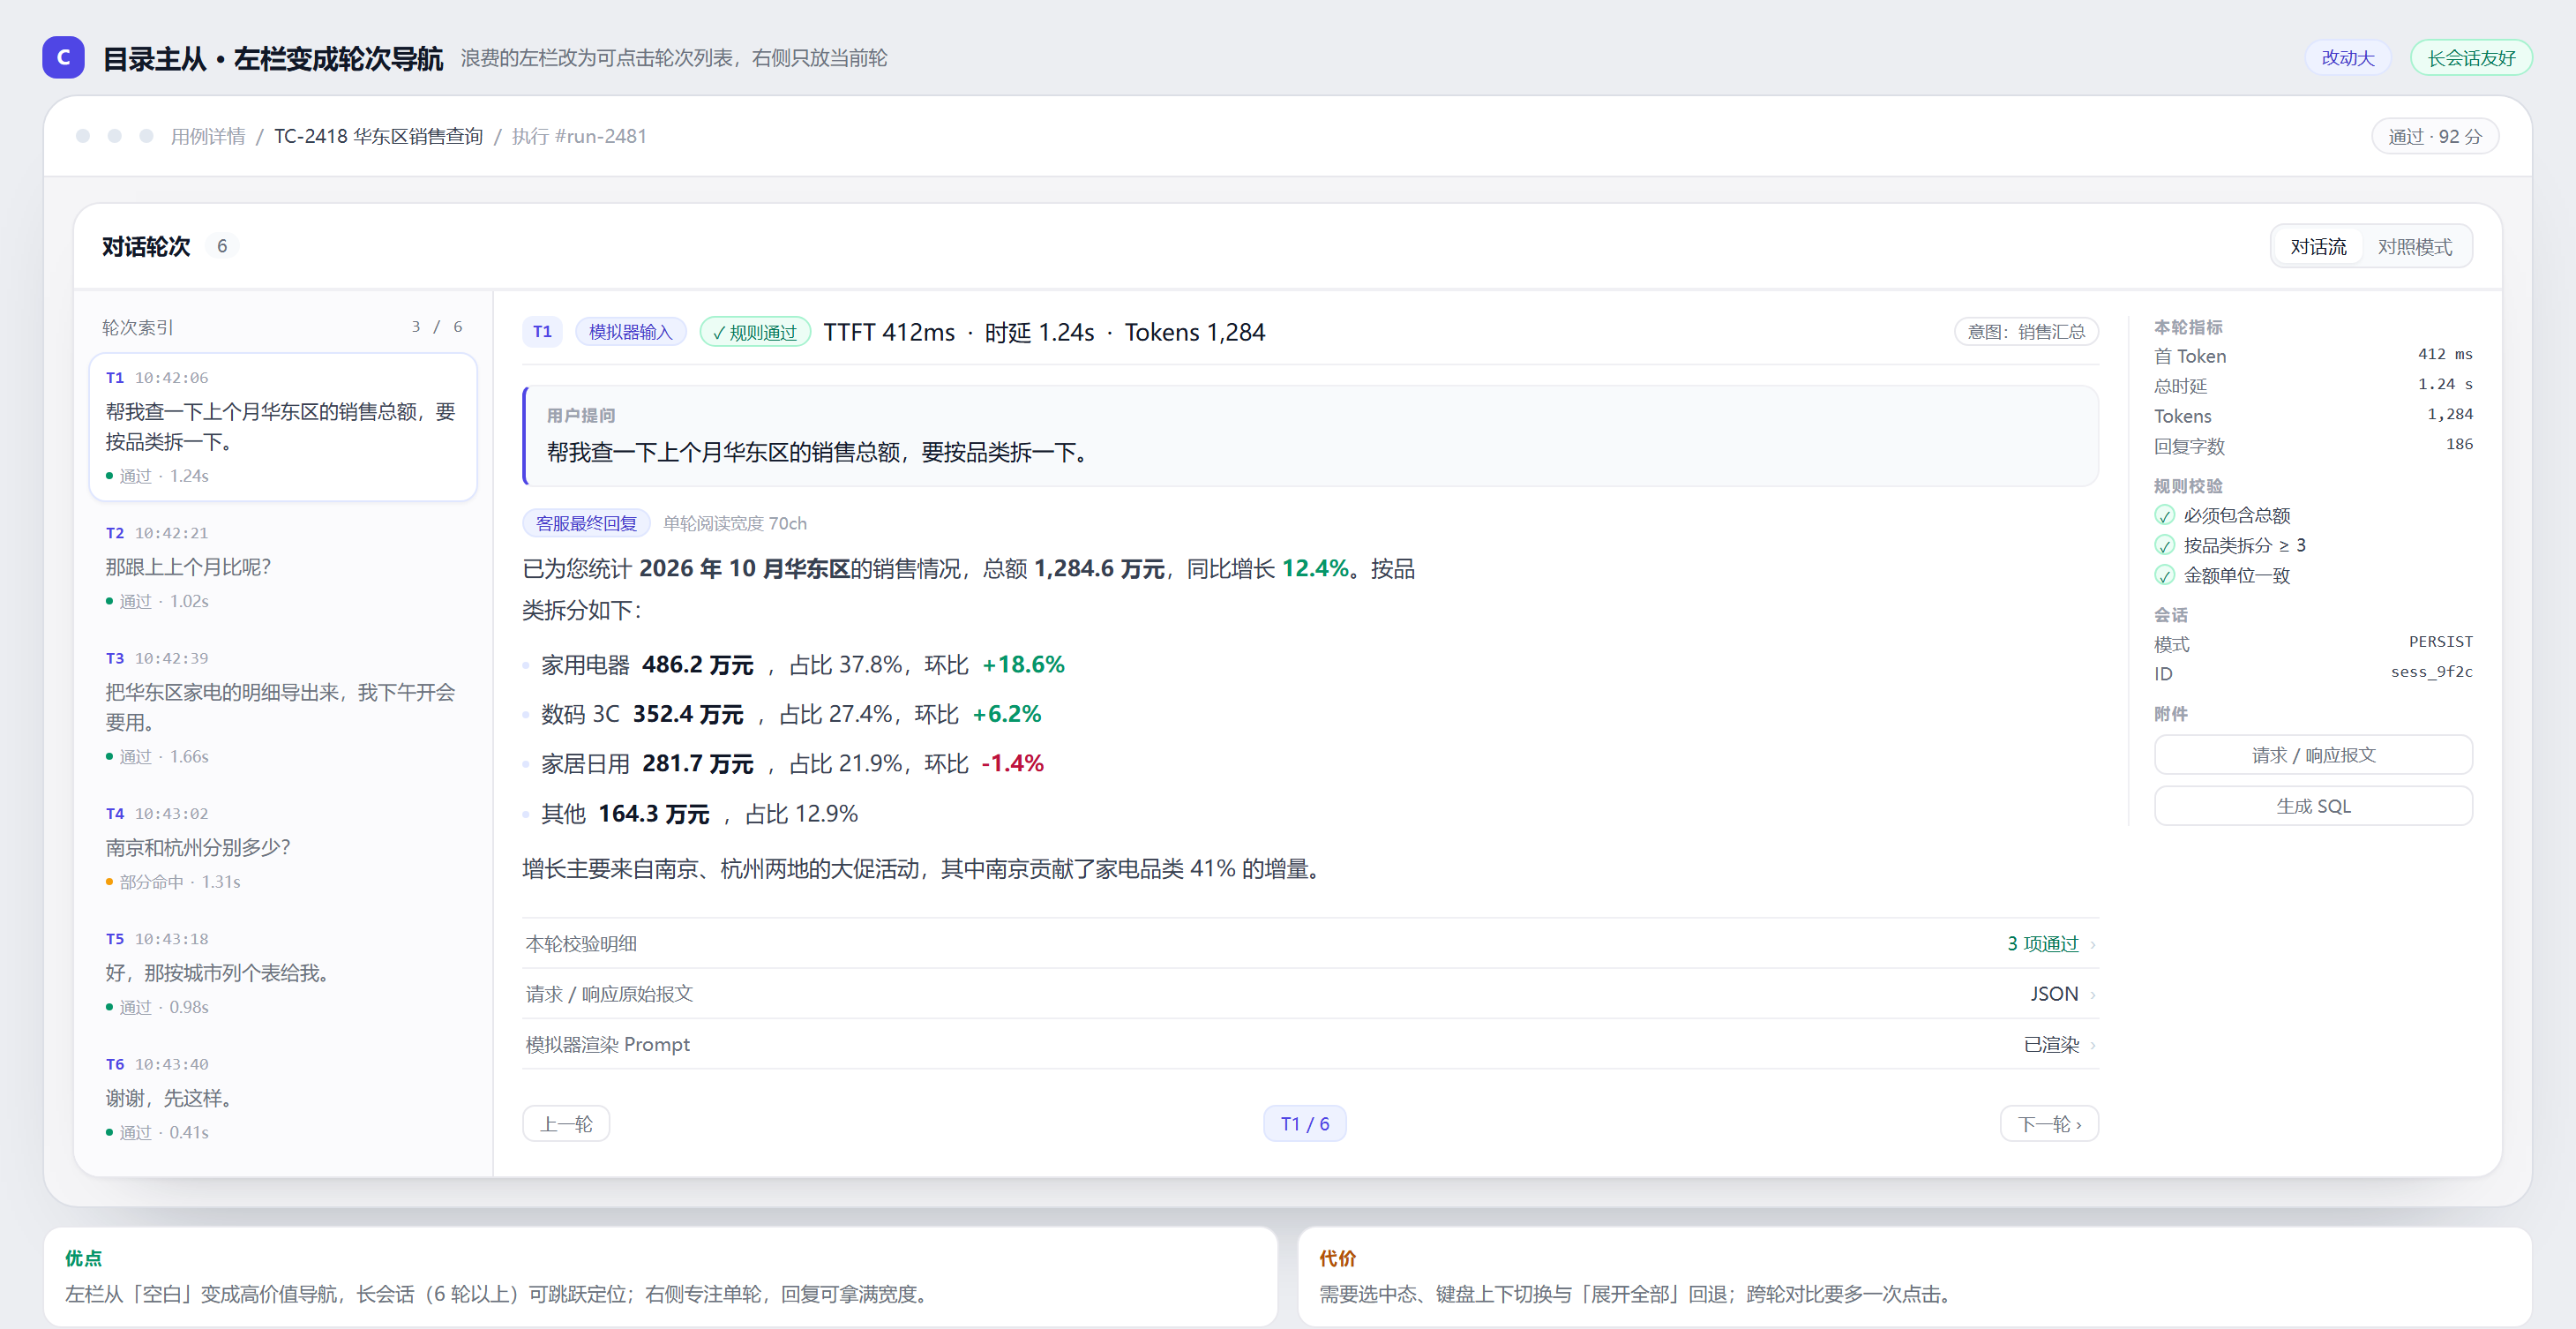 C 目录主从 • 左栏变成轮次导航 浪费的左栏改为可点击轮次列表，右侧只放当前轮 改动大 长会话友好
用例详情 / TC-2418 华东区销售查询 / 执行 #run-2481 通过 · 92 分
对话轮次 6 对话流 对照模式
轮次索引 3 / 6
T1 10:42:06
帮我查一下上个月华东区的销售总额，要
按品类拆一下。
通过 · 1.24s
T2 10:42:21
那跟上上个月比呢？
通过 · 1.02s
T3 10:42:39
把华东区家电的明细导出来，我下午开会
要用。
通过 · 1.66s
T4 10:43:02
南京和杭州分别多少？
部分命中 · 1.31s
T5 10:43:18
好，那按城市列个表给我。
通过 · 0.98s
T6 10:43:40
谢谢，先这样。
通过 · 0.41s
T1 模拟器输入 ✓ 规则通过 TTFT 412ms · 时延 1.24s · Tokens 1,284 意图：销售汇总
用户提问
帮我查一下上个月华东区的销售总额，要按品类拆一下。
客服最终回复 单轮阅读宽度 70ch
已为您统计 2026 年 10 月华东区的销售情况，总额 1,284.6 万元，同比增长 12.4%。按品
类拆分如下：
家用电器 486.2 万元 ，占比 37.8%，环比 +18.6%
数码 3C 352.4 万元 ，占比 27.4%，环比 +6.2%
家居日用 281.7 万元 ，占比 21.9%，环比 -1.4%
其他 164.3 万元 ，占比 12.9%
增长主要来自南京、杭州两地的大促活动，其中南京贡献了家电品类 41% 的增量。
本轮校验明细 3 项通过 ›
请求 / 响应原始报文 JSON ›
模拟器渲染 Prompt 已渲染 ›
上一轮 T1 / 6 下一轮 ›
本轮指标
首 Token 412 ms
总时延 1.24 s
Tokens 1,284
回复字数 186
规则校验
✓ 必须包含总额
✓ 按品类拆分 ≥ 3
✓ 金额单位一致
会话
模式 PERSIST
ID sess_9f2c
附件
请求 / 响应报文
生成 SQL
优点
左栏从「空白」变成高价值导航，长会话（6 轮以上）可跳跃定位；右侧专注单轮，回复可拿满宽度。
代价
需要选中态、键盘上下切换与「展开全部」回退；跨轮对比要多一次点击。